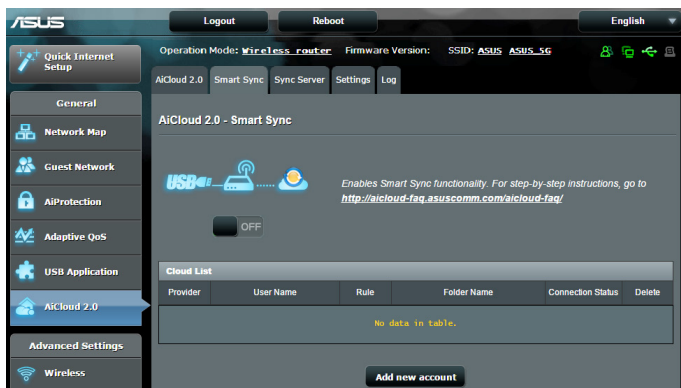 ASUS
Logout
Reboot
English
Quick Internet
Setup
Operation Mode: Wireless router Firmware Version: SSID: ASUS ASUS_5G
AiCloud 2.0 Smart Sync Sync Server Settings Log
General
Network Map
Guest Network
AiProtection
Adaptive QoS
USB Application
AiCloud 2.0
Advanced Settings
Wireless
AiCloud 2.0 - Smart Sync
USB
Enables Smart Sync functionality. For step-by-step instructions, go to
http://aicloud-faq.asuscomm.com/aicloud-faq/
OFF
Cloud List
Provider User Name Rule Folder Name Connection Status Delete
No data in table.
Add new account